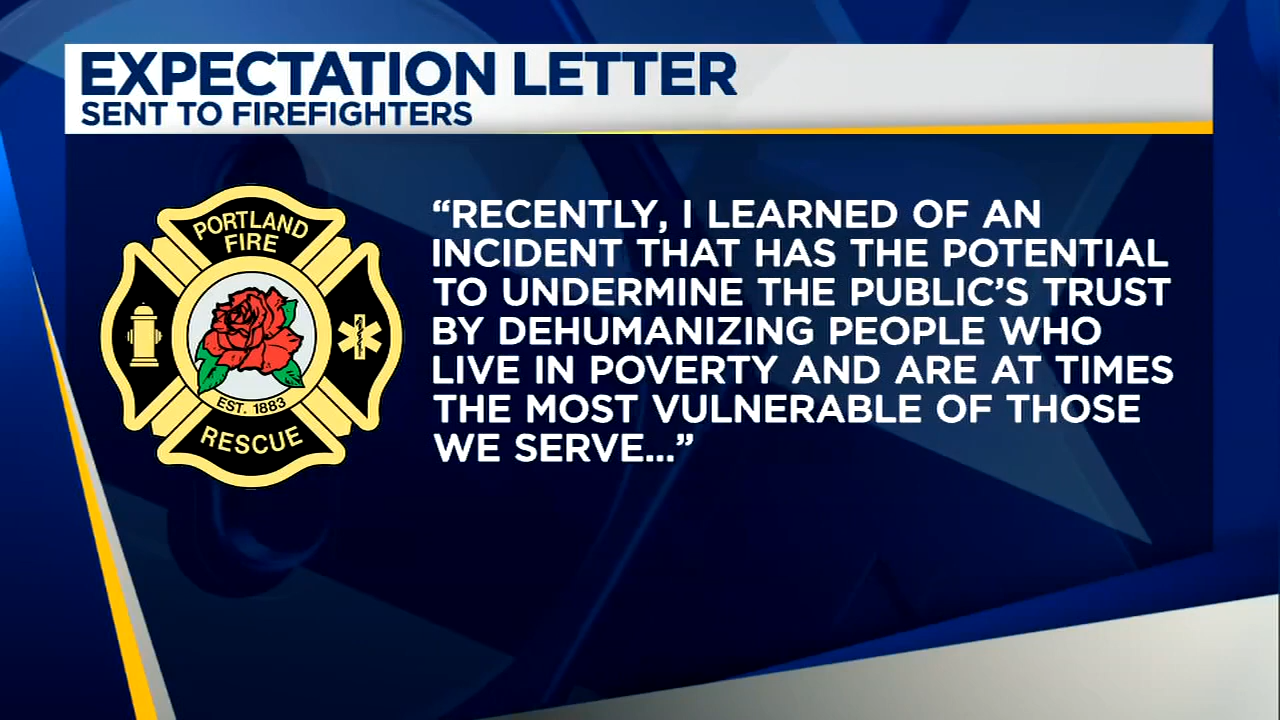 EXPECTATION LETTER
SENT TO FIREFIGHTERS
PORTLAND
FIRE
EST. 1883
RESCUE
“RECENTLY, I LEARNED OF AN
INCIDENT THAT HAS THE POTENTIAL
TO UNDERMINE THE PUBLIC’S TRUST
BY DEHUMANIZING PEOPLE WHO
LIVE IN POVERTY AND ARE AT TIMES
THE MOST VULNERABLE OF THOSE
WE SERVE...”